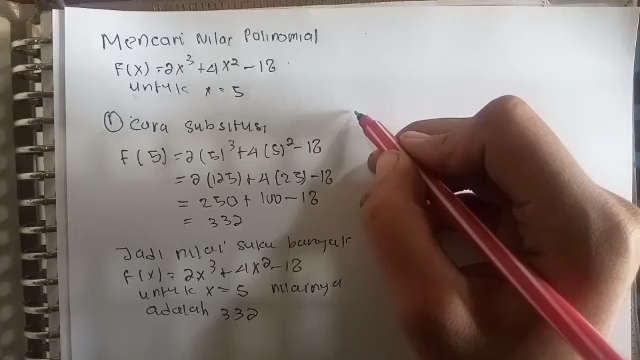 Mencari Nilai Polinomial
F(x) = 2x³ + 4x² - 18
untuk x = 5
① cara substitusi
F(5) = 2(5)³ + 4(5)² - 18
= 2(125) + 4(25) - 18
= 250 + 100 - 18
= 332
Jadi nilai suku banyak
F(x) = 2x³ + 4x² - 18
untuk x = 5 nilainya
adalah 332